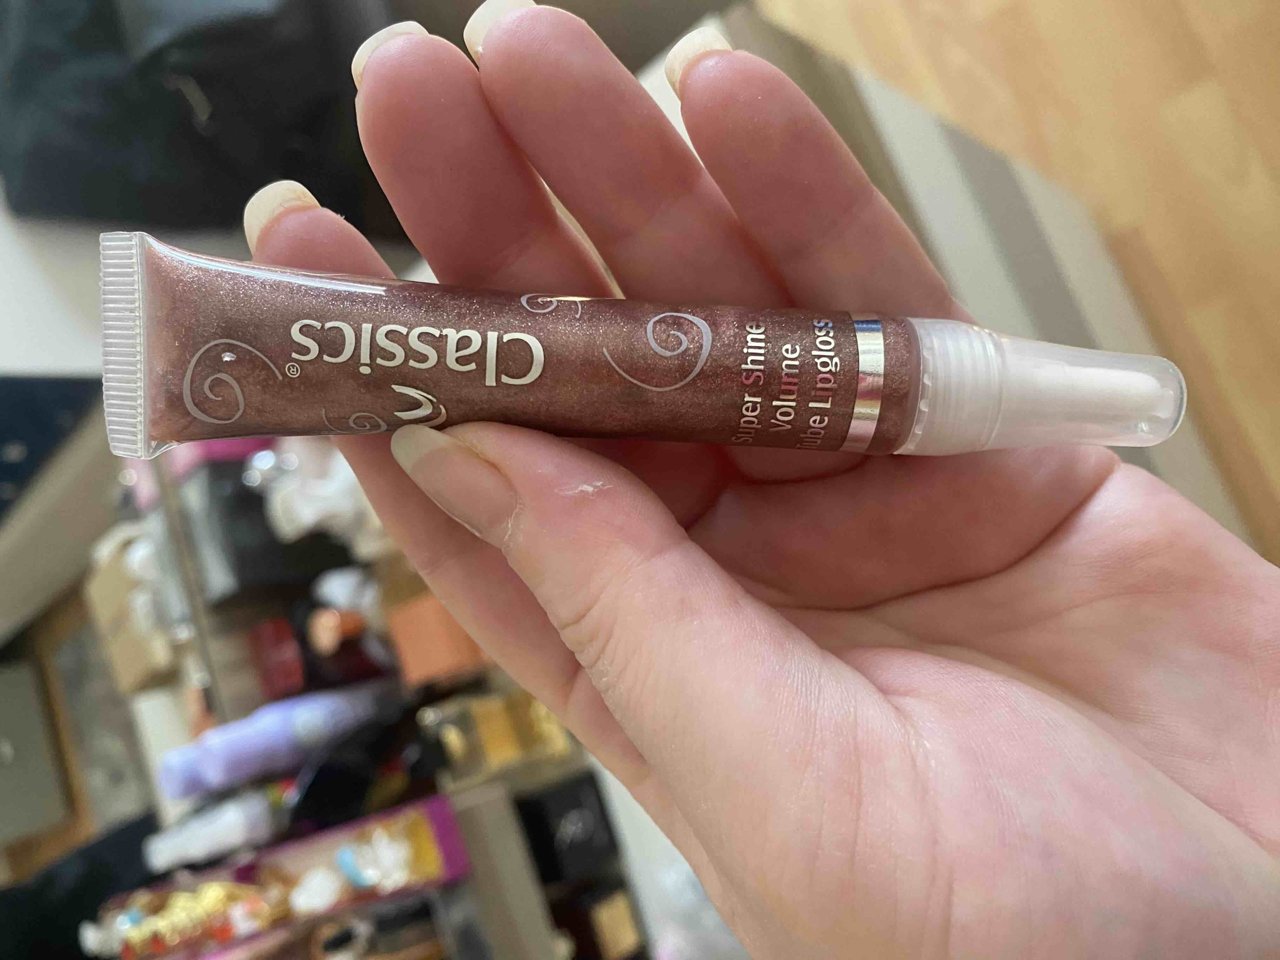 Classics®
Super Shine
Volume
Tube Lipgloss